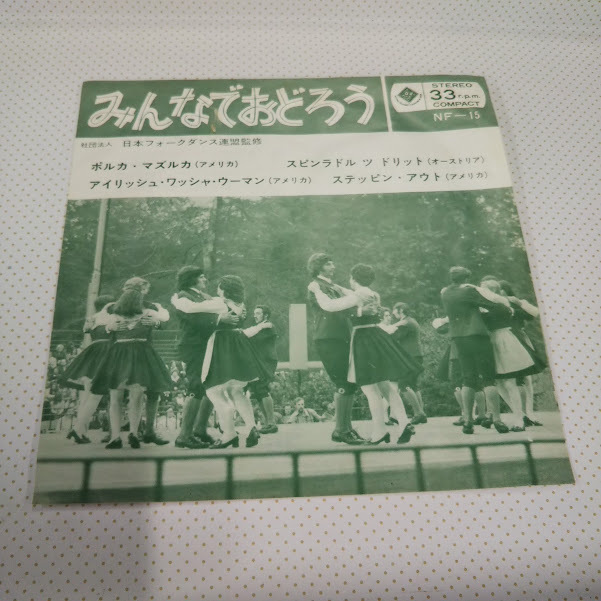 みんなでおどろう
STEREO
33 r.p.m.
COMPACT
NF-15
社団法人 日本フォークダンス連盟監修
ポルカ・マズルカ(アメリカ) スピンラドル ツ ドリット(オーストリア)
アイリッシュ・ワッシャ・ウーマン(アメリカ) ステッピン・アウト(アメリカ)